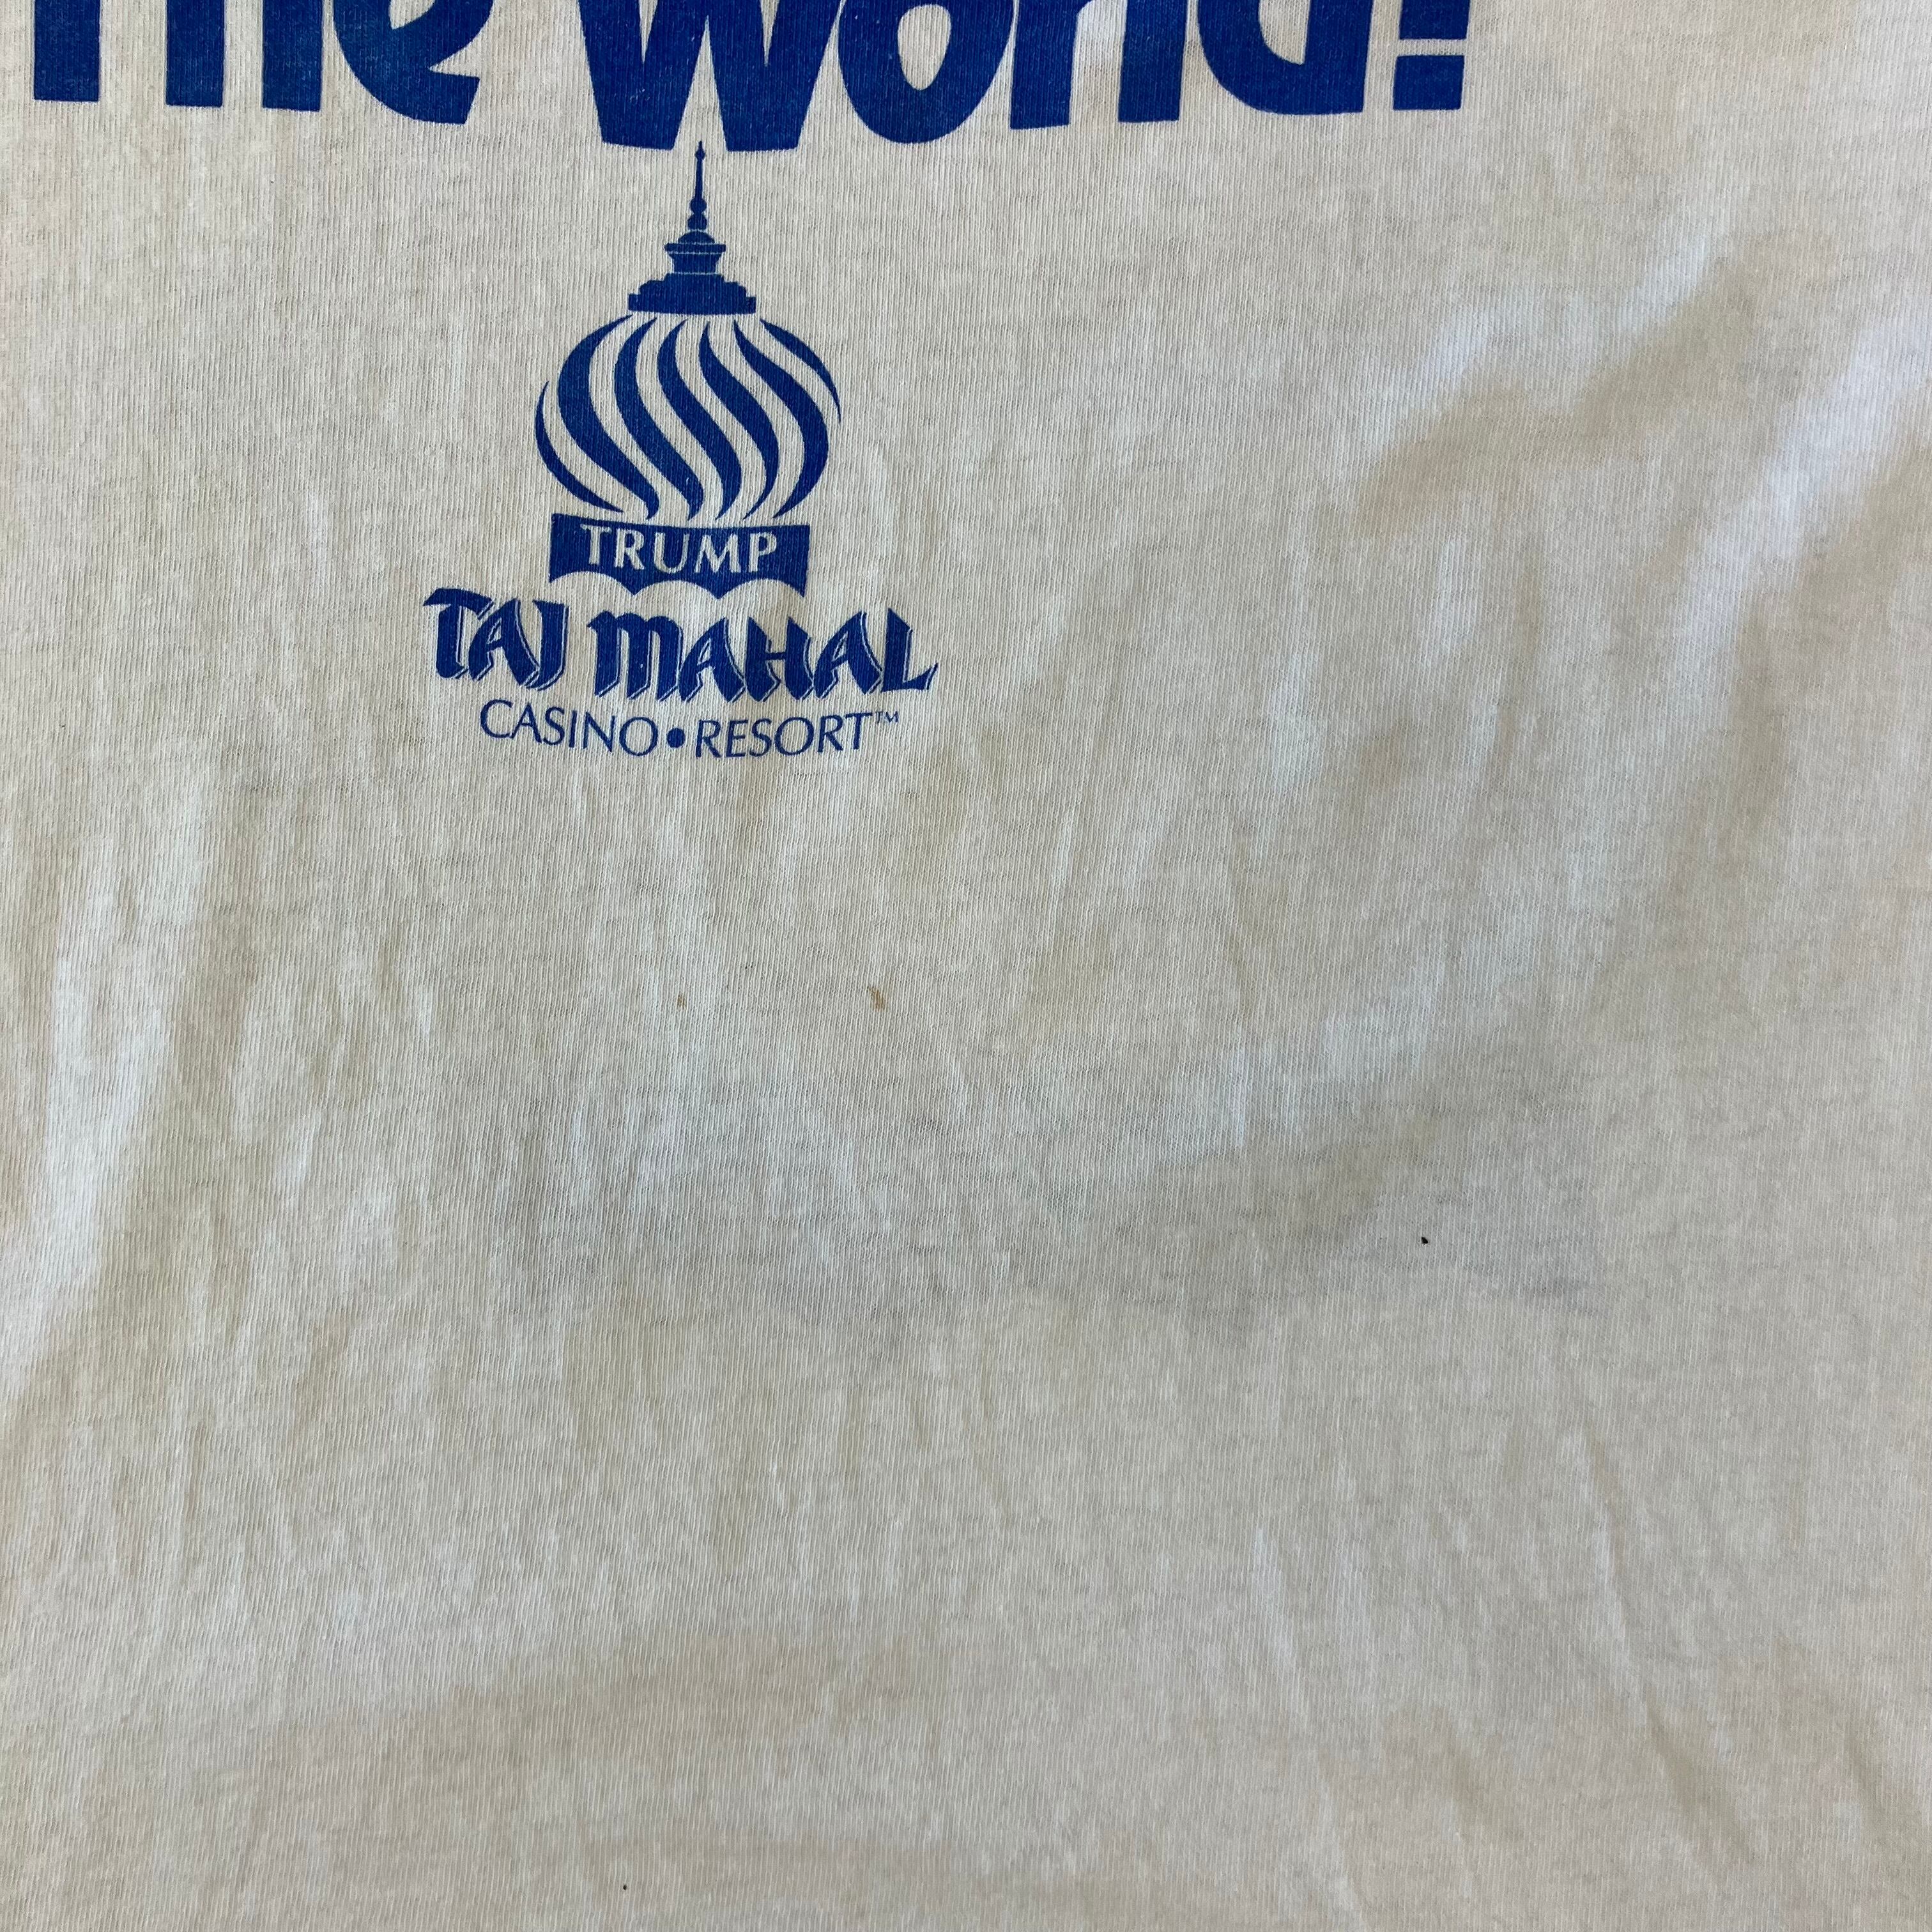 The World!
TRUMP
TAJ MAHAL
CASINO•RESORT™